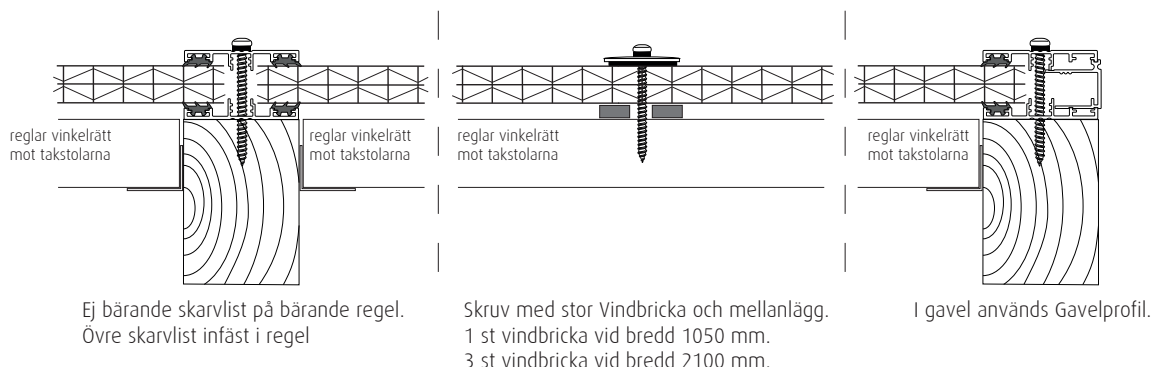 reglar vinkelrätt
mot takstolarna
reglar vinkelrätt
mot takstolarna
reglar vinkelrätt
mot takstolarna
reglar vinkelrätt
mot takstolarna
Ej bärande skarvlist på bärande regel.
Övre skarvlist infäst i regel
Skruv med stor Vindbricka och mellanlägg.
1 st vindbricka vid bredd 1050 mm.
3 st vindbricka vid bredd 2100 mm.
I gavel används Gavelprofil.